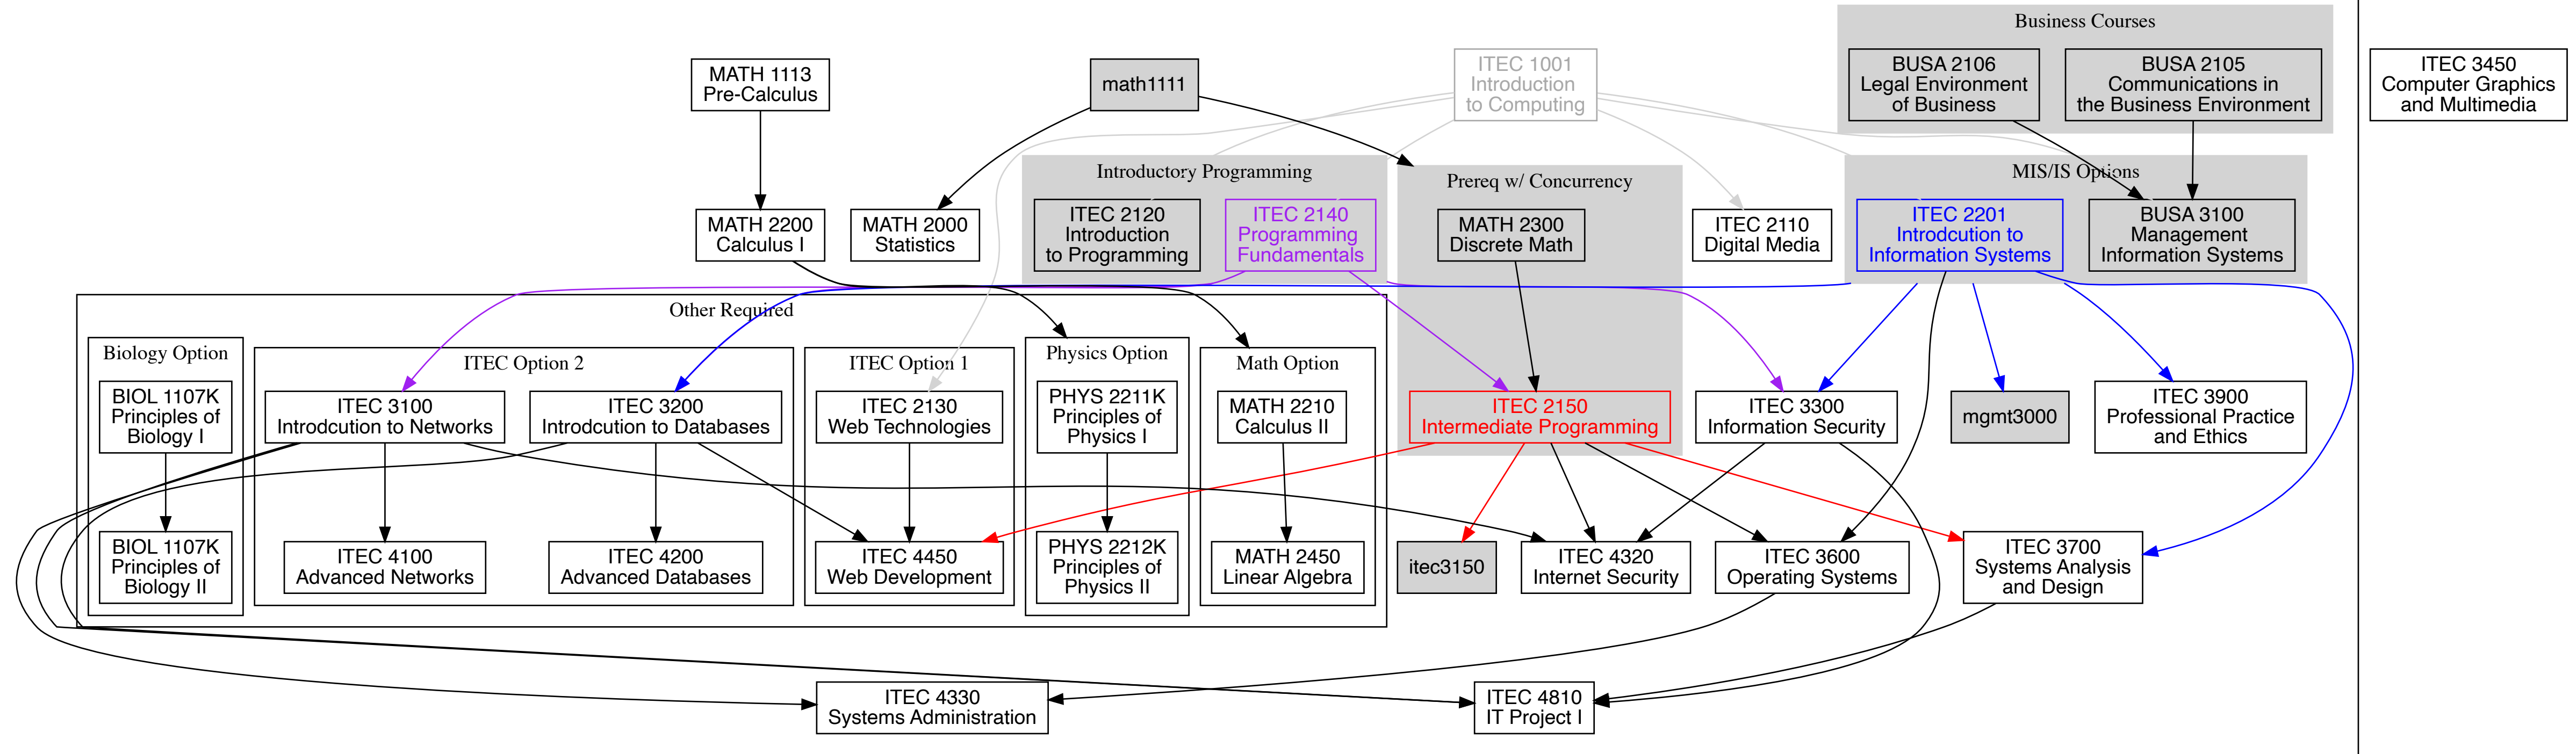 Business Courses
MATH 1113
Pre-Calculus
math1111
ITEC 1001
Introduction
to Computing
BUSA 2106
Legal Environment
of Business
BUSA 2105
Communications in
the Business Environment
ITEC 3450
Computer Graphics
and Multimedia
Introductory Programming
Prereq w/ Concurrency
MIS/IS Options
MATH 2200
Calculus I
MATH 2000
Statistics
ITEC 2120
Introduction
to Programming
ITEC 2140
Programming
Fundamentals
MATH 2300
Discrete Math
ITEC 2110
Digital Media
ITEC 2201
Introdcution to
Information Systems
BUSA 3100
Management
Information Systems
Other Required
Biology Option
ITEC Option 2
ITEC Option 1
Physics Option
Math Option
BIOL 1107K
Principles of
Biology I
ITEC 3100
Introdcution to Networks
ITEC 3200
Introdcution to Databases
ITEC 2130
Web Technologies
PHYS 2211K
Principles of
Physics I
MATH 2210
Calculus II
ITEC 2150
Intermediate Programming
ITEC 3300
Information Security
mgmt3000
ITEC 3900
Professional Practice
and Ethics
BIOL 1107K
Principles of
Biology II
ITEC 4100
Advanced Networks
ITEC 4200
Advanced Databases
ITEC 4450
Web Development
PHYS 2212K
Principles of
Physics II
MATH 2450
Linear Algebra
itec3150
ITEC 4320
Internet Security
ITEC 3600
Operating Systems
ITEC 3700
Systems Analysis
and Design
ITEC 4330
Systems Administration
ITEC 4810
IT Project I